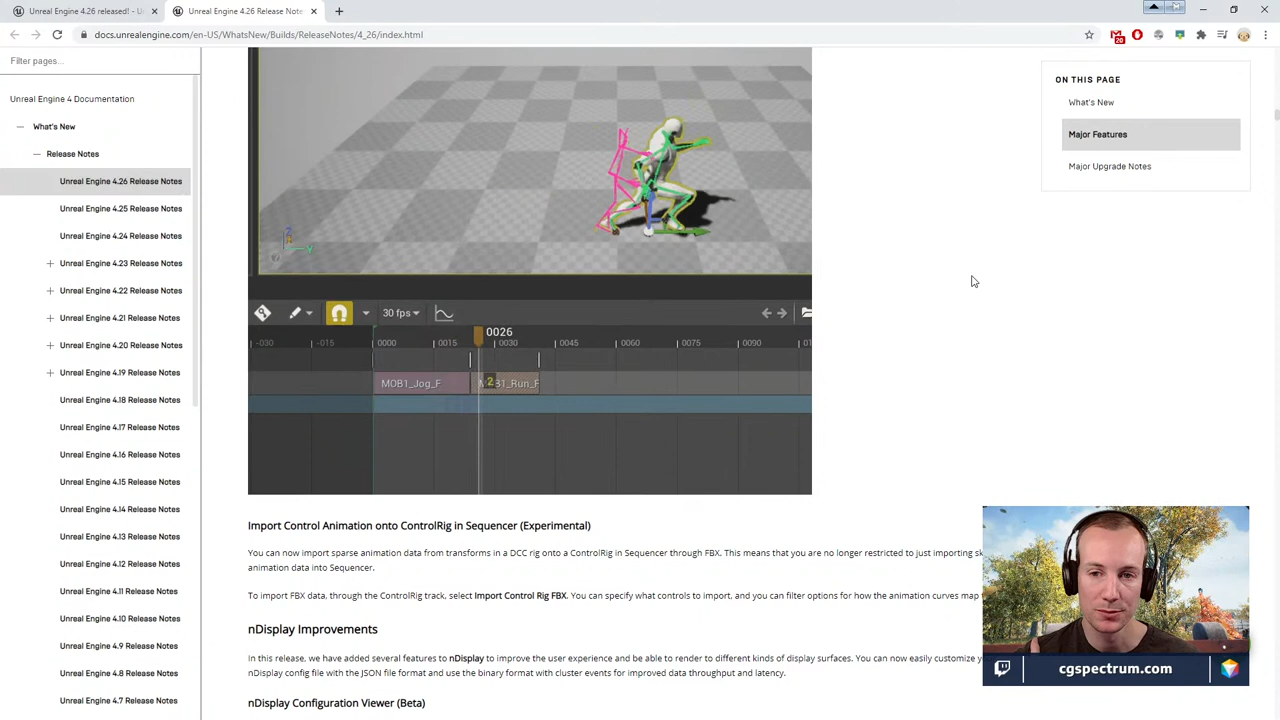 Unreal Engine 4.26 released! - U
Unreal Engine 4.26 Release Note
docs.unrealengine.com/en-US/WhatsNew/Builds/ReleaseNotes/4_26/index.html
20
Filter pages...
Unreal Engine 4 Documentation
What's New
Release Notes
Unreal Engine 4.26 Release Notes
Unreal Engine 4.25 Release Notes
Unreal Engine 4.24 Release Notes
Unreal Engine 4.23 Release Notes
Unreal Engine 4.22 Release Notes
Unreal Engine 4.21 Release Notes
Unreal Engine 4.20 Release Notes
Unreal Engine 4.19 Release Notes
Unreal Engine 4.18 Release Notes
Unreal Engine 4.17 Release Notes
Unreal Engine 4.16 Release Notes
Unreal Engine 4.15 Release Notes
Unreal Engine 4.14 Release Notes
Unreal Engine 4.13 Release Notes
Unreal Engine 4.12 Release Notes
Unreal Engine 4.11 Release Notes
Unreal Engine 4.10 Release Notes
Unreal Engine 4.9 Release Notes
Unreal Engine 4.8 Release Notes
Unreal Engine 4.7 Release Notes
Z
Y
30 fps
0026
-030 -015 0000 0015 0030 0045 0060 0075 0090
MOB1_Jog_F
2
31_Run_F
Import Control Animation onto ControlRig in Sequencer (Experimental)
You can now import sparse animation data from transforms in a DCC rig onto a ControlRig in Sequencer through FBX. This means that you are no longer restricted to just importing sk
animation data into Sequencer.
To import FBX data, through the ControlRig track, select Import Control Rig FBX. You can specify what controls to import, and you can filter options for how the animation curves map
nDisplay Improvements
In this release, we have added several features to nDisplay to improve the user experience and be able to render to different kinds of display surfaces. You can now easily customize
nDisplay config file with the JSON file format and use the binary format with cluster events for improved data throughput and latency.
nDisplay Configuration Viewer (Beta)
ON THIS PAGE
What's New
Major Features
Major Upgrade Notes
cgspectrum.com